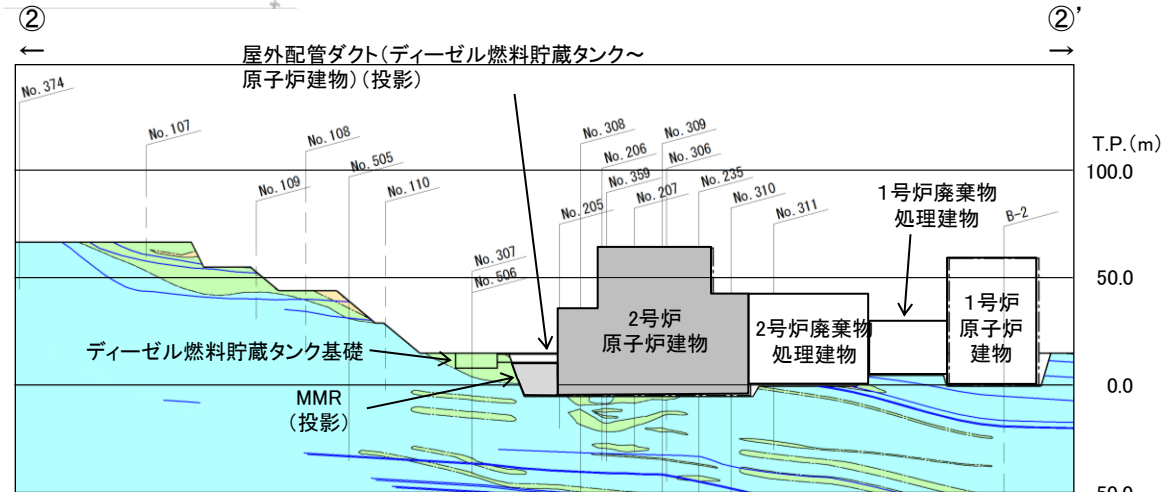 ②
②’
←
→
屋外配管ダクト(ディーゼル燃料貯蔵タンク～
原子炉建物)(投影)
No. 374
No. 107
No. 108
No. 109
No. 505
No. 110
No. 308
No. 309
No. 206
No. 306
No. 359
No. 235
No. 205
No. 207
No. 310
No. 311
No. 307
No. 506
B-2
T.P.(m)
100.0
50.0
0.0
-50.0
1号炉廃棄物
処理建物
2号炉
原子炉建物
2号炉廃棄物
処理建物
1号炉
原子炉
建物
ディーゼル燃料貯蔵タンク基礎
MMR
(投影)